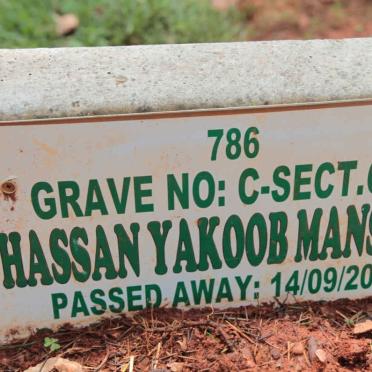 786
GRAVE NO: C-SECT.
HASSAN YAKOOB MANS
PASSED AWAY: 14/09/20